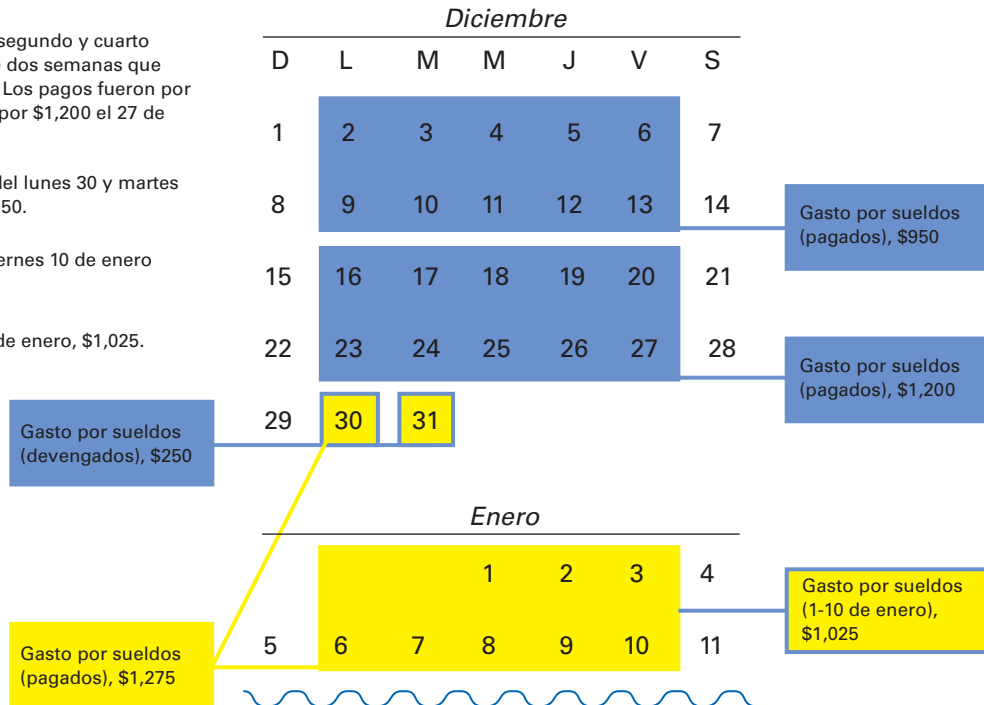 segundo y cuarto
dos semanas que
Los pagos fueron por
por $1,200 el 27 de
del lunes 30 y martes
50.
iernes 10 de enero
de enero, $1,025.
Diciembre
D L M M J V S
1 2 3 4 5 6 7
8 9 10 11 12 13 14
Gasto por sueldos
(pagados), $950
15 16 17 18 19 20 21
22 23 24 25 26 27 28
Gasto por sueldos
(pagados), $1,200
29 30 31
Gasto por sueldos
(devengados), $250
Enero
1 2 3 4
5 6 7 8 9 10 11
Gasto por sueldos
(1-10 de enero),
$1,025
Gasto por sueldos
(pagados), $1,275